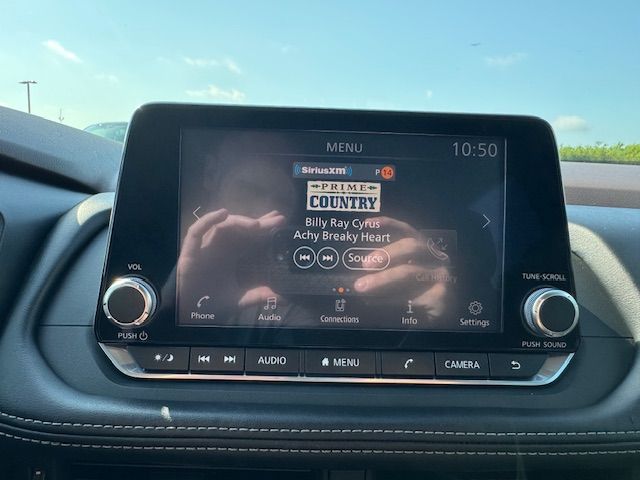 MENU
10:50
SiriusXM P 14
PRIME
COUNTRY
Billy Ray Cyrus
Achy Breaky Heart
Source
Call History
Phone
Audio
Connections
Info
Settings
VOL
PUSH
TUNE·SCROLL
PUSH SOUND
AUDIO
MENU
CAMERA